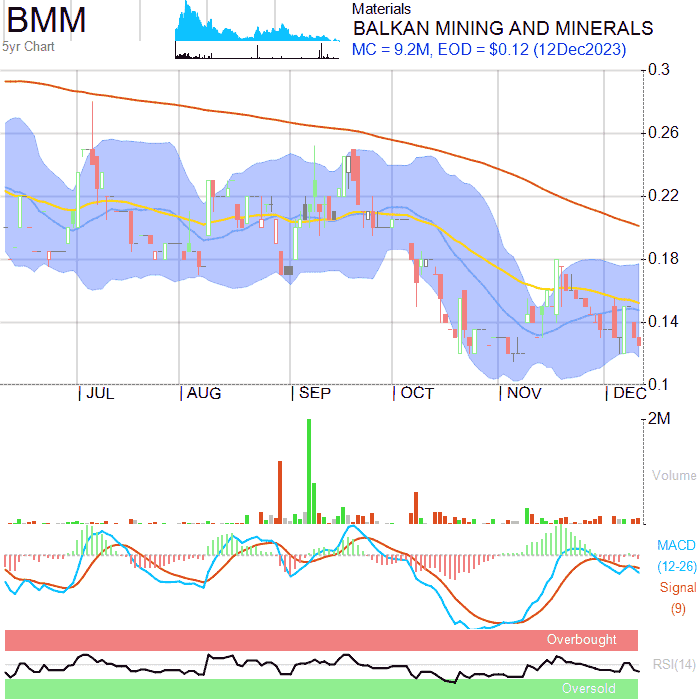 BMM
5yr Chart
Materials
BALKAN MINING AND MINERALS
MC = 9.2M, EOD = $0.12 (12Dec2023)
0.3
0.26
0.22
0.18
0.14
0.1
JUL AUG SEP OCT NOV DEC
2M
Volume
MACD
(12-26)
Signal
(9)
Overbought
RSI(14)
Oversold